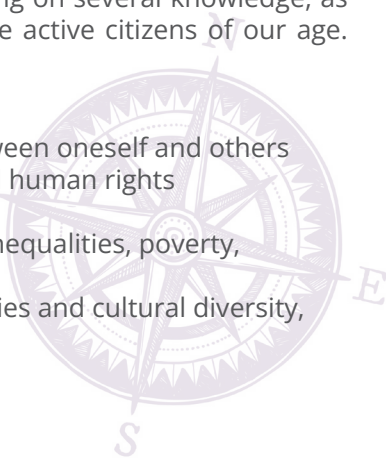 ng on several knowledge, as
e active citizens of our age.
N
ween oneself and others
human rights
nequalities, poverty,
E
ies and cultural diversity,
S